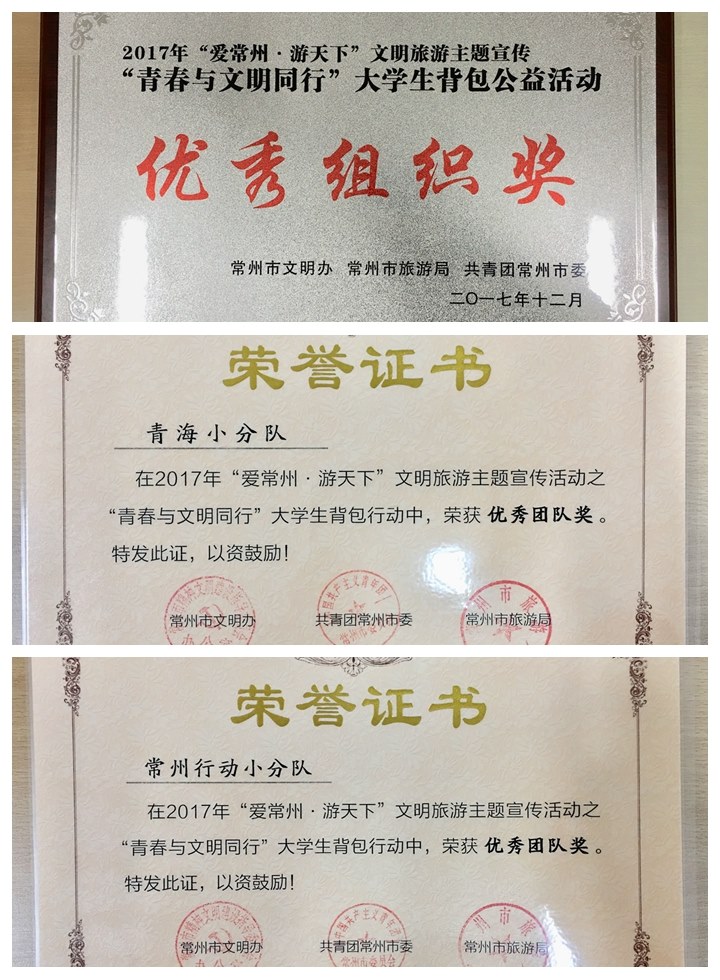 2017年“爱常州·游天下”文明旅游主题宣传
“青春与文明同行”大学生背包公益活动
优秀组织奖
常州市文明办 常州市旅游局 共青团常州市委
二〇一七年十二月
荣誉证书
青海小分队
在2017年“爱常州·游天下”文明旅游主题宣传活动之
“青春与文明同行”大学生背包行动中，荣获 优秀团队奖。
特发此证，以资鼓励！
常州市文明办 共青团常州市委 常州市旅游局
荣誉证书
常州行动小分队
在2017年“爱常州·游天下”文明旅游主题宣传活动之
“青春与文明同行”大学生背包行动中，荣获 优秀团队奖。
特发此证，以资鼓励！
常州市文明办 共青团常州市委 常州市旅游局